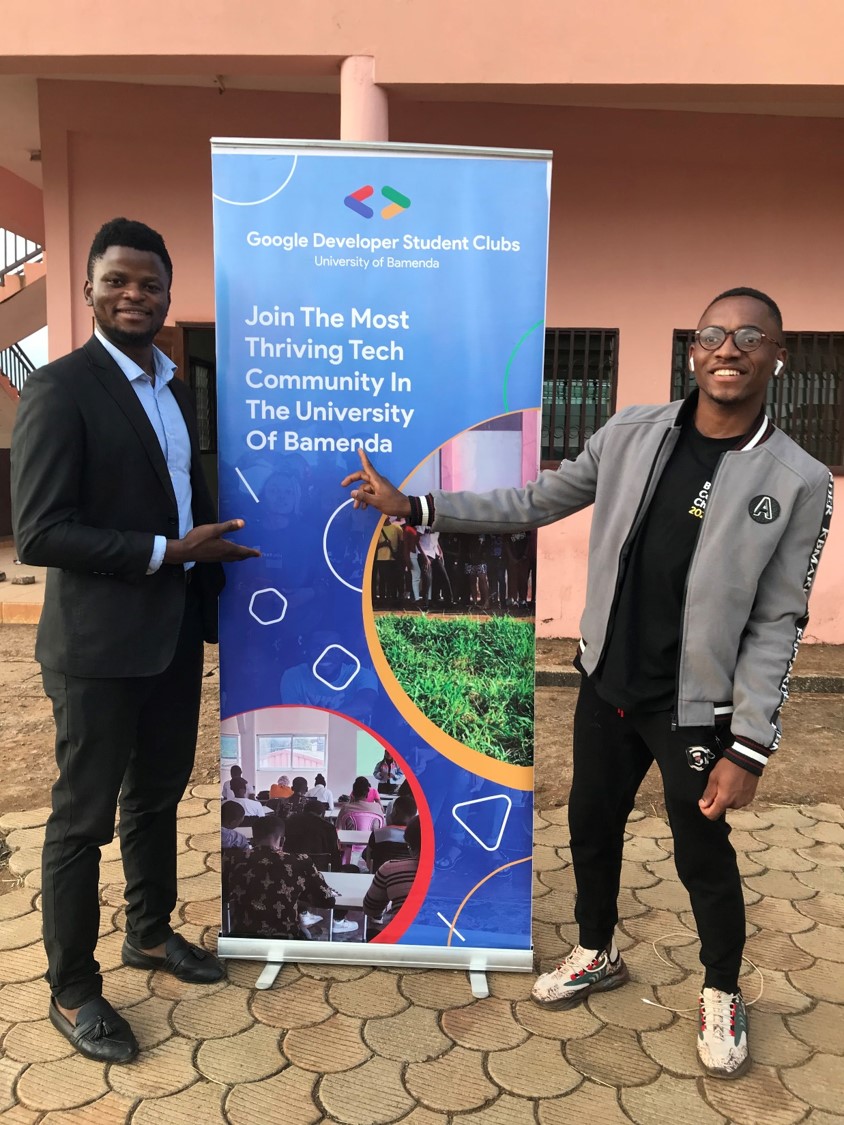 Google Developer Student Clubs
University of Bamenda
Join The Most
Thriving Tech
Community In
The University
Of Bamenda
A